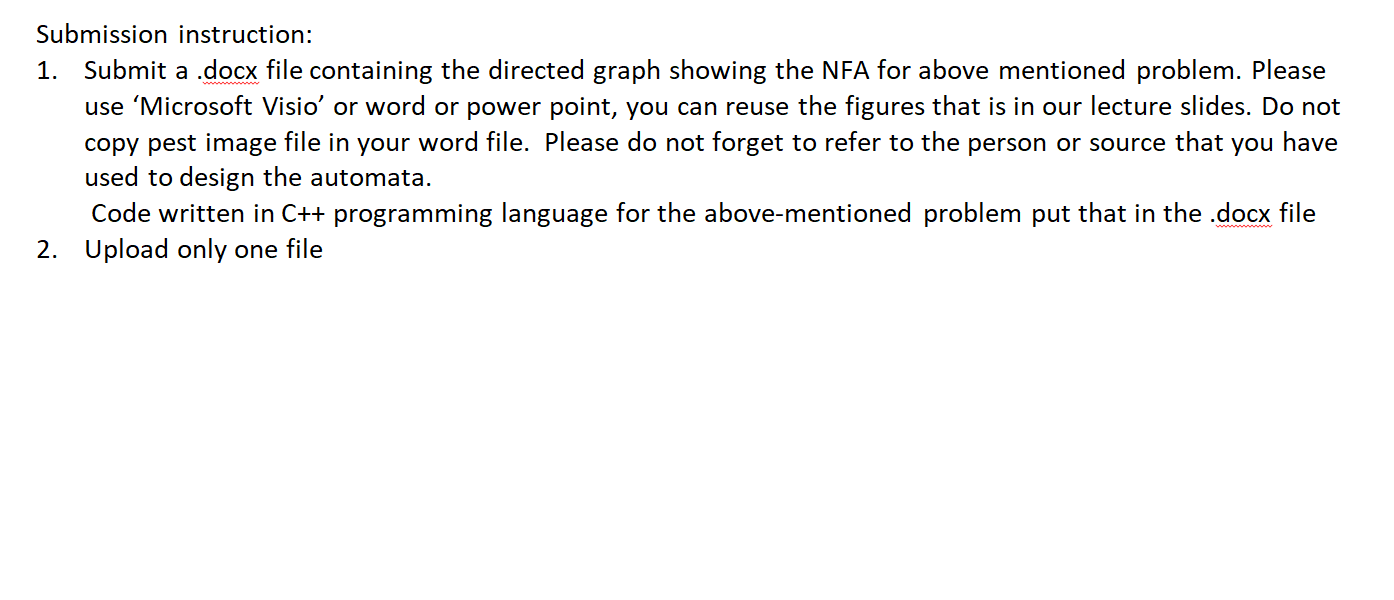 Submission instruction:
1. Submit a .docx file containing the directed graph showing the NFA for above mentioned problem. Please
use ‘Microsoft Visio’ or word or power point, you can reuse the figures that is in our lecture slides. Do not
copy pest image file in your word file. Please do not forget to refer to the person or source that you have
used to design the automata.
Code written in C++ programming language for the above-mentioned problem put that in the .docx file
2. Upload only one file